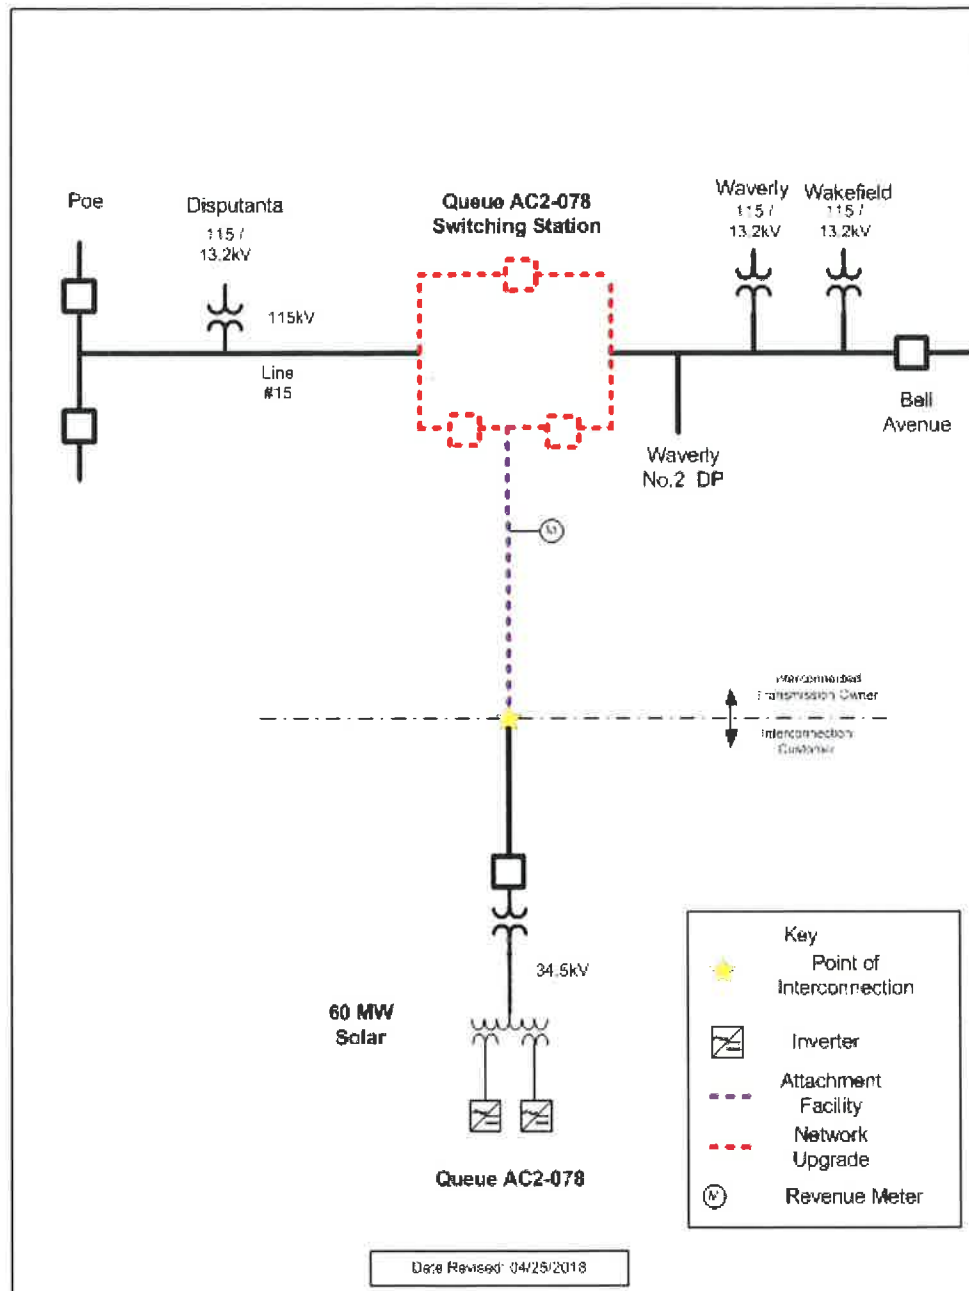 Poe
Disputanta
115 /
13.2kV
Queue AC2-078
Switching Station
Waverly
115 /
13.2kV
Wakefield
115 /
13.2kV
115kV
Line
#15
Bell
Avenue
Waverly
No.2 DP
M
Interconnected
Transmission Owner
Interconnection
Customer
34.5kV
60 MW
Solar
Queue AC2-078
Key
Point of
Interconnection
Inverter
Attachment
Facility
Network
Upgrade
M
Revenue Meter
Date Revised: 04/25/2018